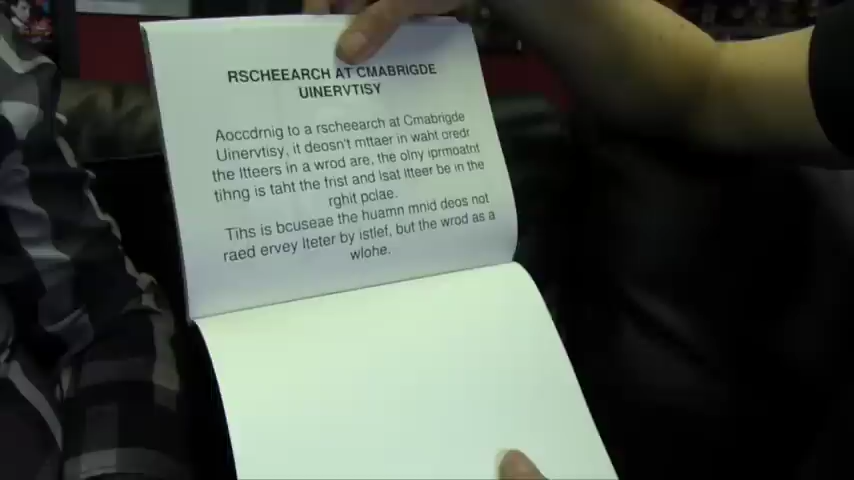 RSCHEEARCH AT CMABRIGDE
UINERVTISY
Aoccdrnig to a rscheearch at Cmabrigde
Uinervtisy, it deosn't mttaer in waht oredr
the ltteers in a wrod are, the olny iprmoatnt
tihng is taht the frist and lsat ltteer be in the
rghit pclae.
Tihs is bcuseae the huamn mnid deos not
raed ervey lteter by istlef, but the wrod as a
wlohe.